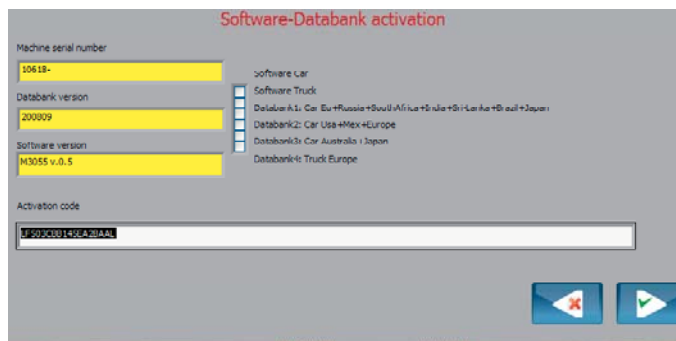 Software-Databank activation
Machine serial number
10618-
Databank version
200809
Software version
M3055 v.0.5
Software Car
Software Truck
Databank1: Car Eu+Russia+SouthAfrica+India+Sri-Lanka+Brazil+Japan
Databank2: Car Usa+Mex+Europe
Databank3: Car Australia+Japan
Databank4: Truck Europe
Activation code